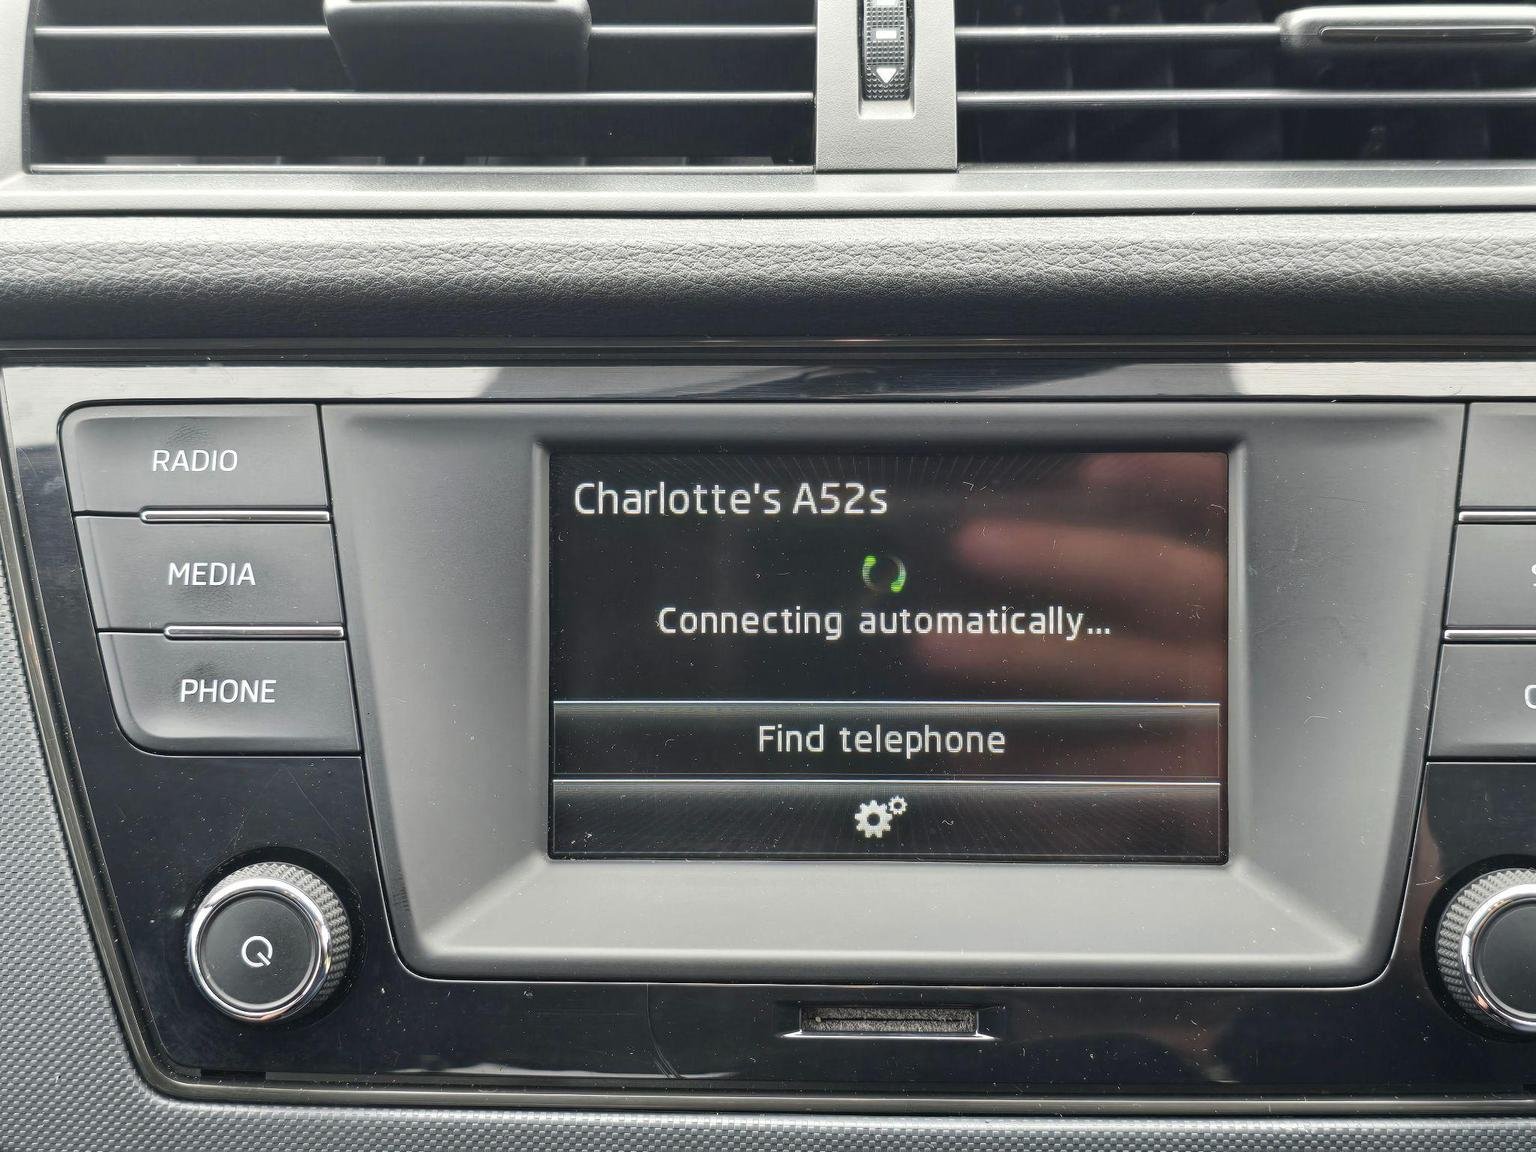 RADIO
MEDIA
PHONE
Charlotte's A52s
Connecting automatically...
Find telephone